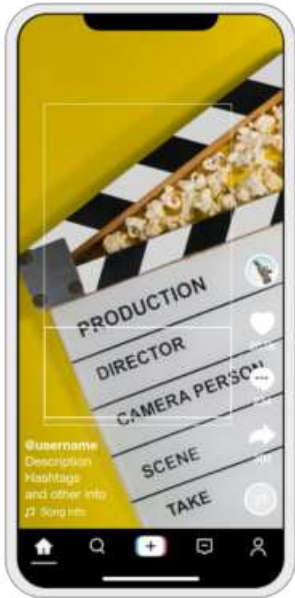 PRODUCTION
DIRECTOR
CAMERA PERSON
SCENE
TAKE
@username
Description
Hashtags
and other info
Song info